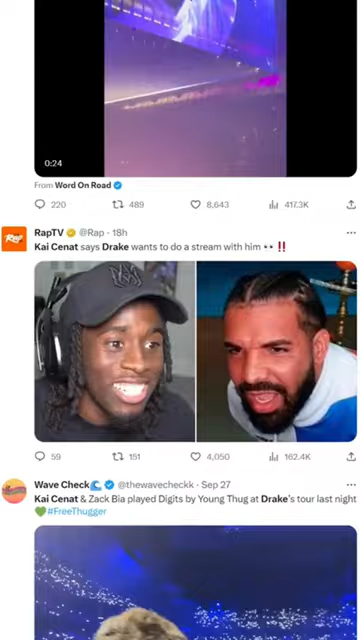 0:24
From Word On Road
220 489 8,643 417.3K
RapTV @Rap · 18h
Kai Cenat says Drake wants to do a stream with him 👀 ‼️
59 151 4,050 162.4K
Wave Check🌊 @thewavecheckk · Sep 27
Kai Cenat & Zack Bia played Digits by Young Thug at Drake's tour last night
💚#FreeThugger